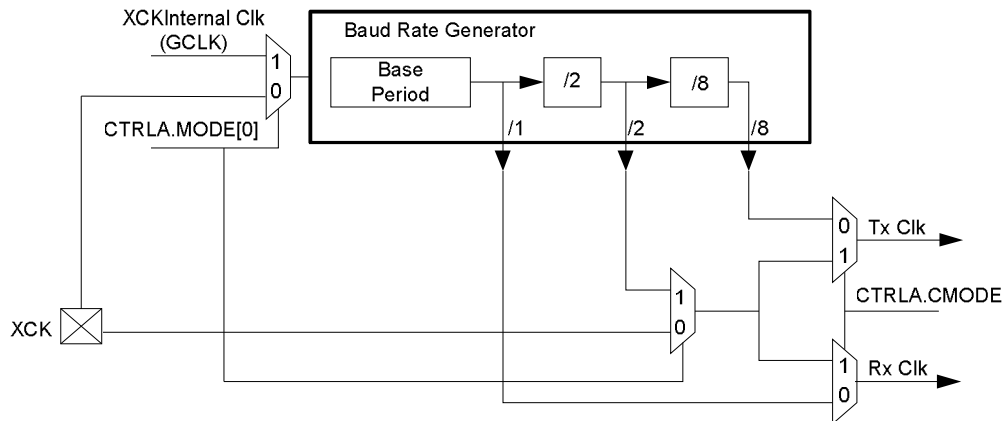 XCKInternal Clk
(GCLK)
1
0
CTRLA.MODE[0]
Baud Rate Generator
Base
Period
/2
/8
/1
/2
/8
0
1
Tx Clk
CTRLA.CMODE
1
0
XCK
1
0
Rx Clk